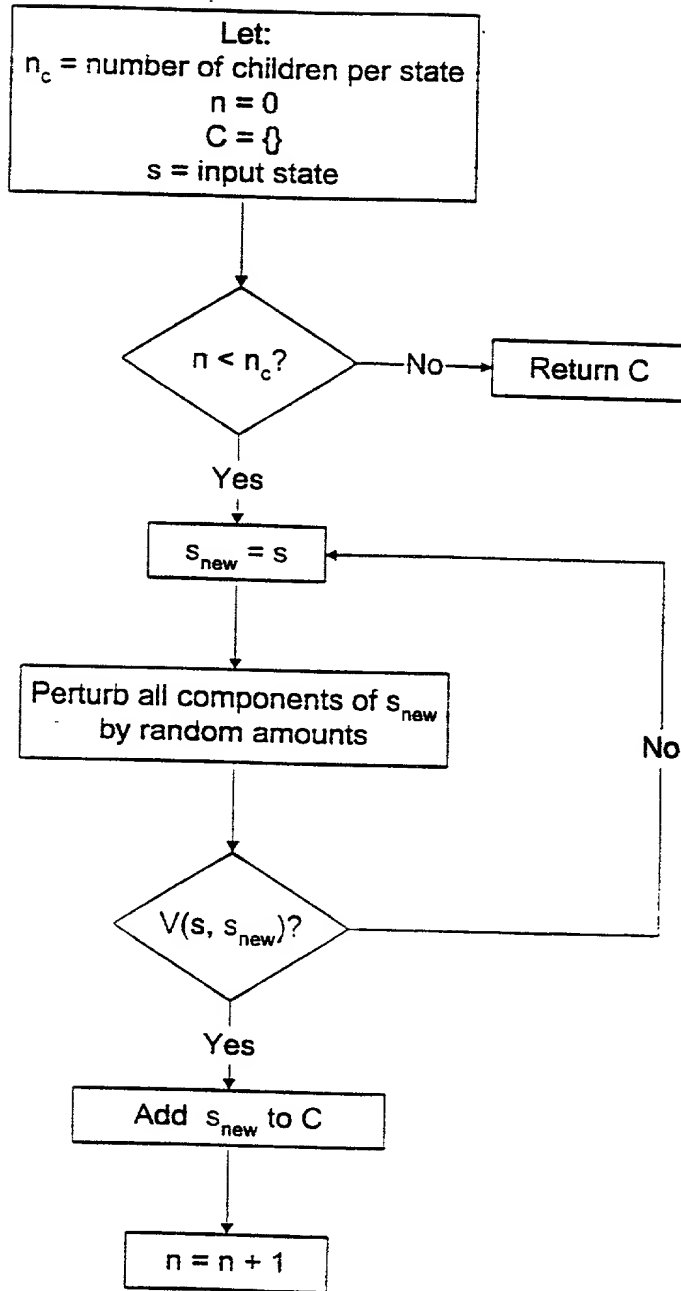 Let:
n_c = number of children per state
n = 0
C = {}
s = input state
n < n_c?
No
Return C
Yes
s_new = s
Perturb all components of s_new
by random amounts
No
V(s, s_new)?
Yes
Add s_new to C
n = n + 1